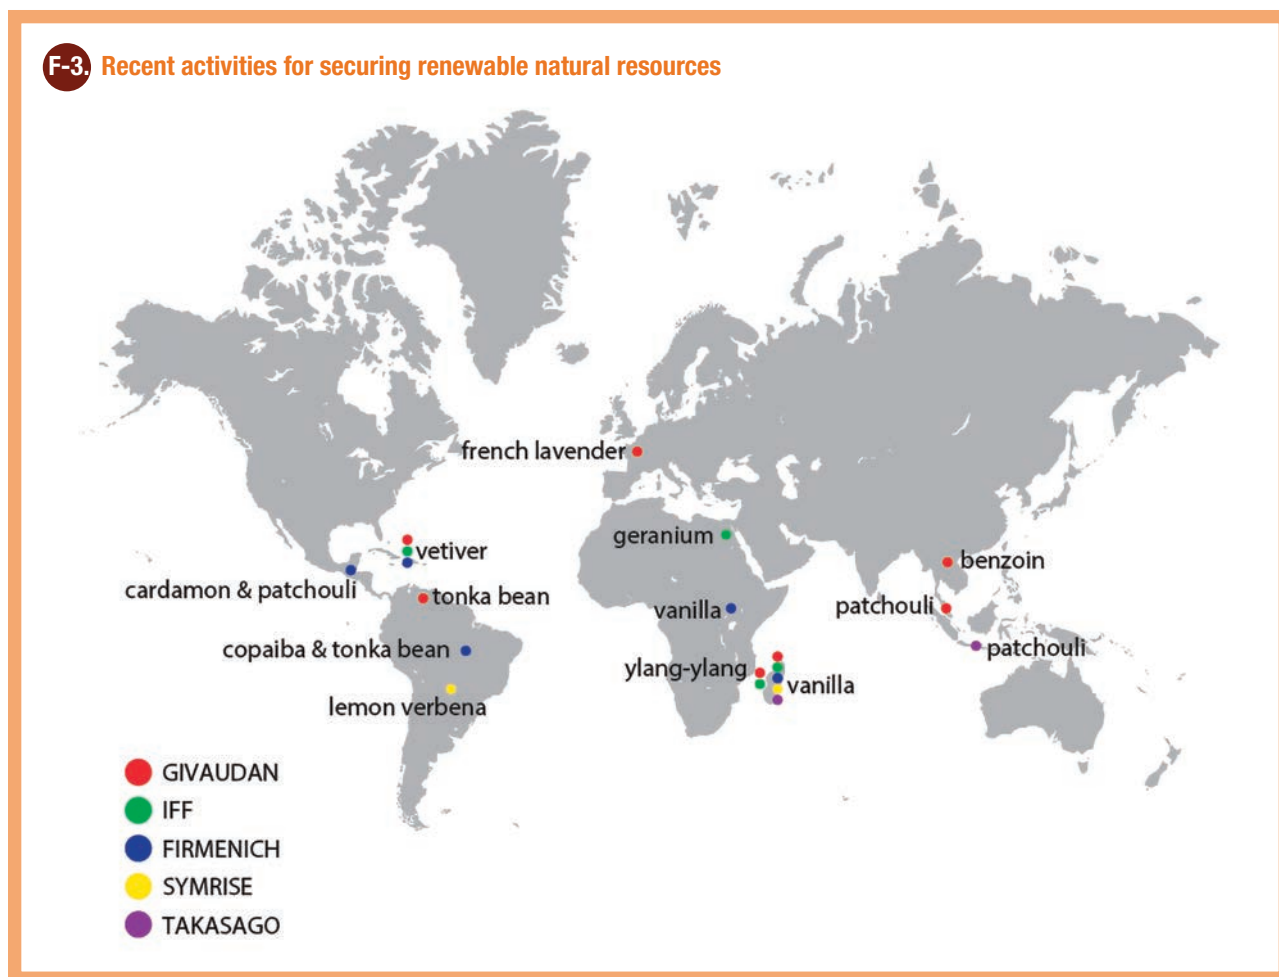 F-3. Recent activities for securing renewable natural resources
french lavender
geranium
vetiver
benzoin
cardamon & patchouli
tonka bean
vanilla
patchouli
copaiba & tonka bean
patchouli
ylang-ylang
vanilla
lemon verbena
GIVAUDAN
IFF
FIRMENICH
SYMRISE
TAKASAGO